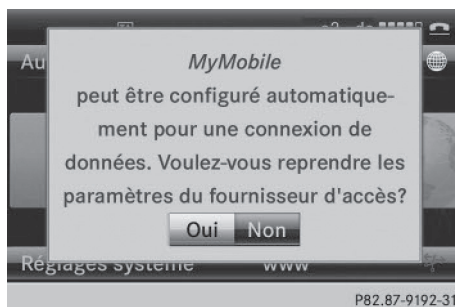 Au
MyMobile
peut être configuré automatique-
ment pour une connexion de
données. Voulez-vous reprendre les
paramètres du fournisseur d'accès?
Oui Non
Réglages système www
P82.87-9192-31